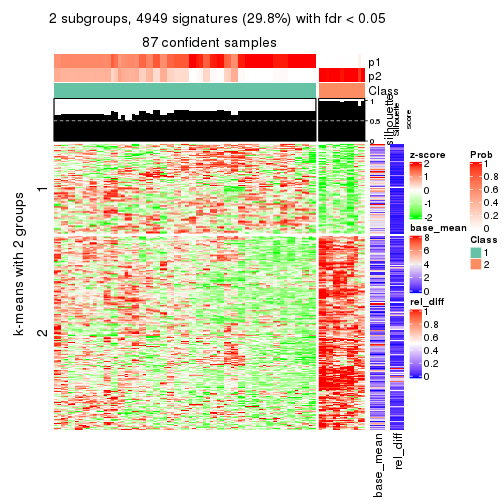 2 subgroups, 4949 signatures (29.8%) with fdr < 0.05
87 confident samples
p1
p2
Class
silhouette
Silhouette
score
1
0.5
0
k-means with 2 groups
1
2
base_mean
rel_diff
z-score
2
1
0
-1
-2
base_mean
8
6
4
2
0
rel_diff
1
0.8
0.6
0.4
0.2
0
Prob
1
0.8
0.6
0.4
0.2
0
Class
1
2